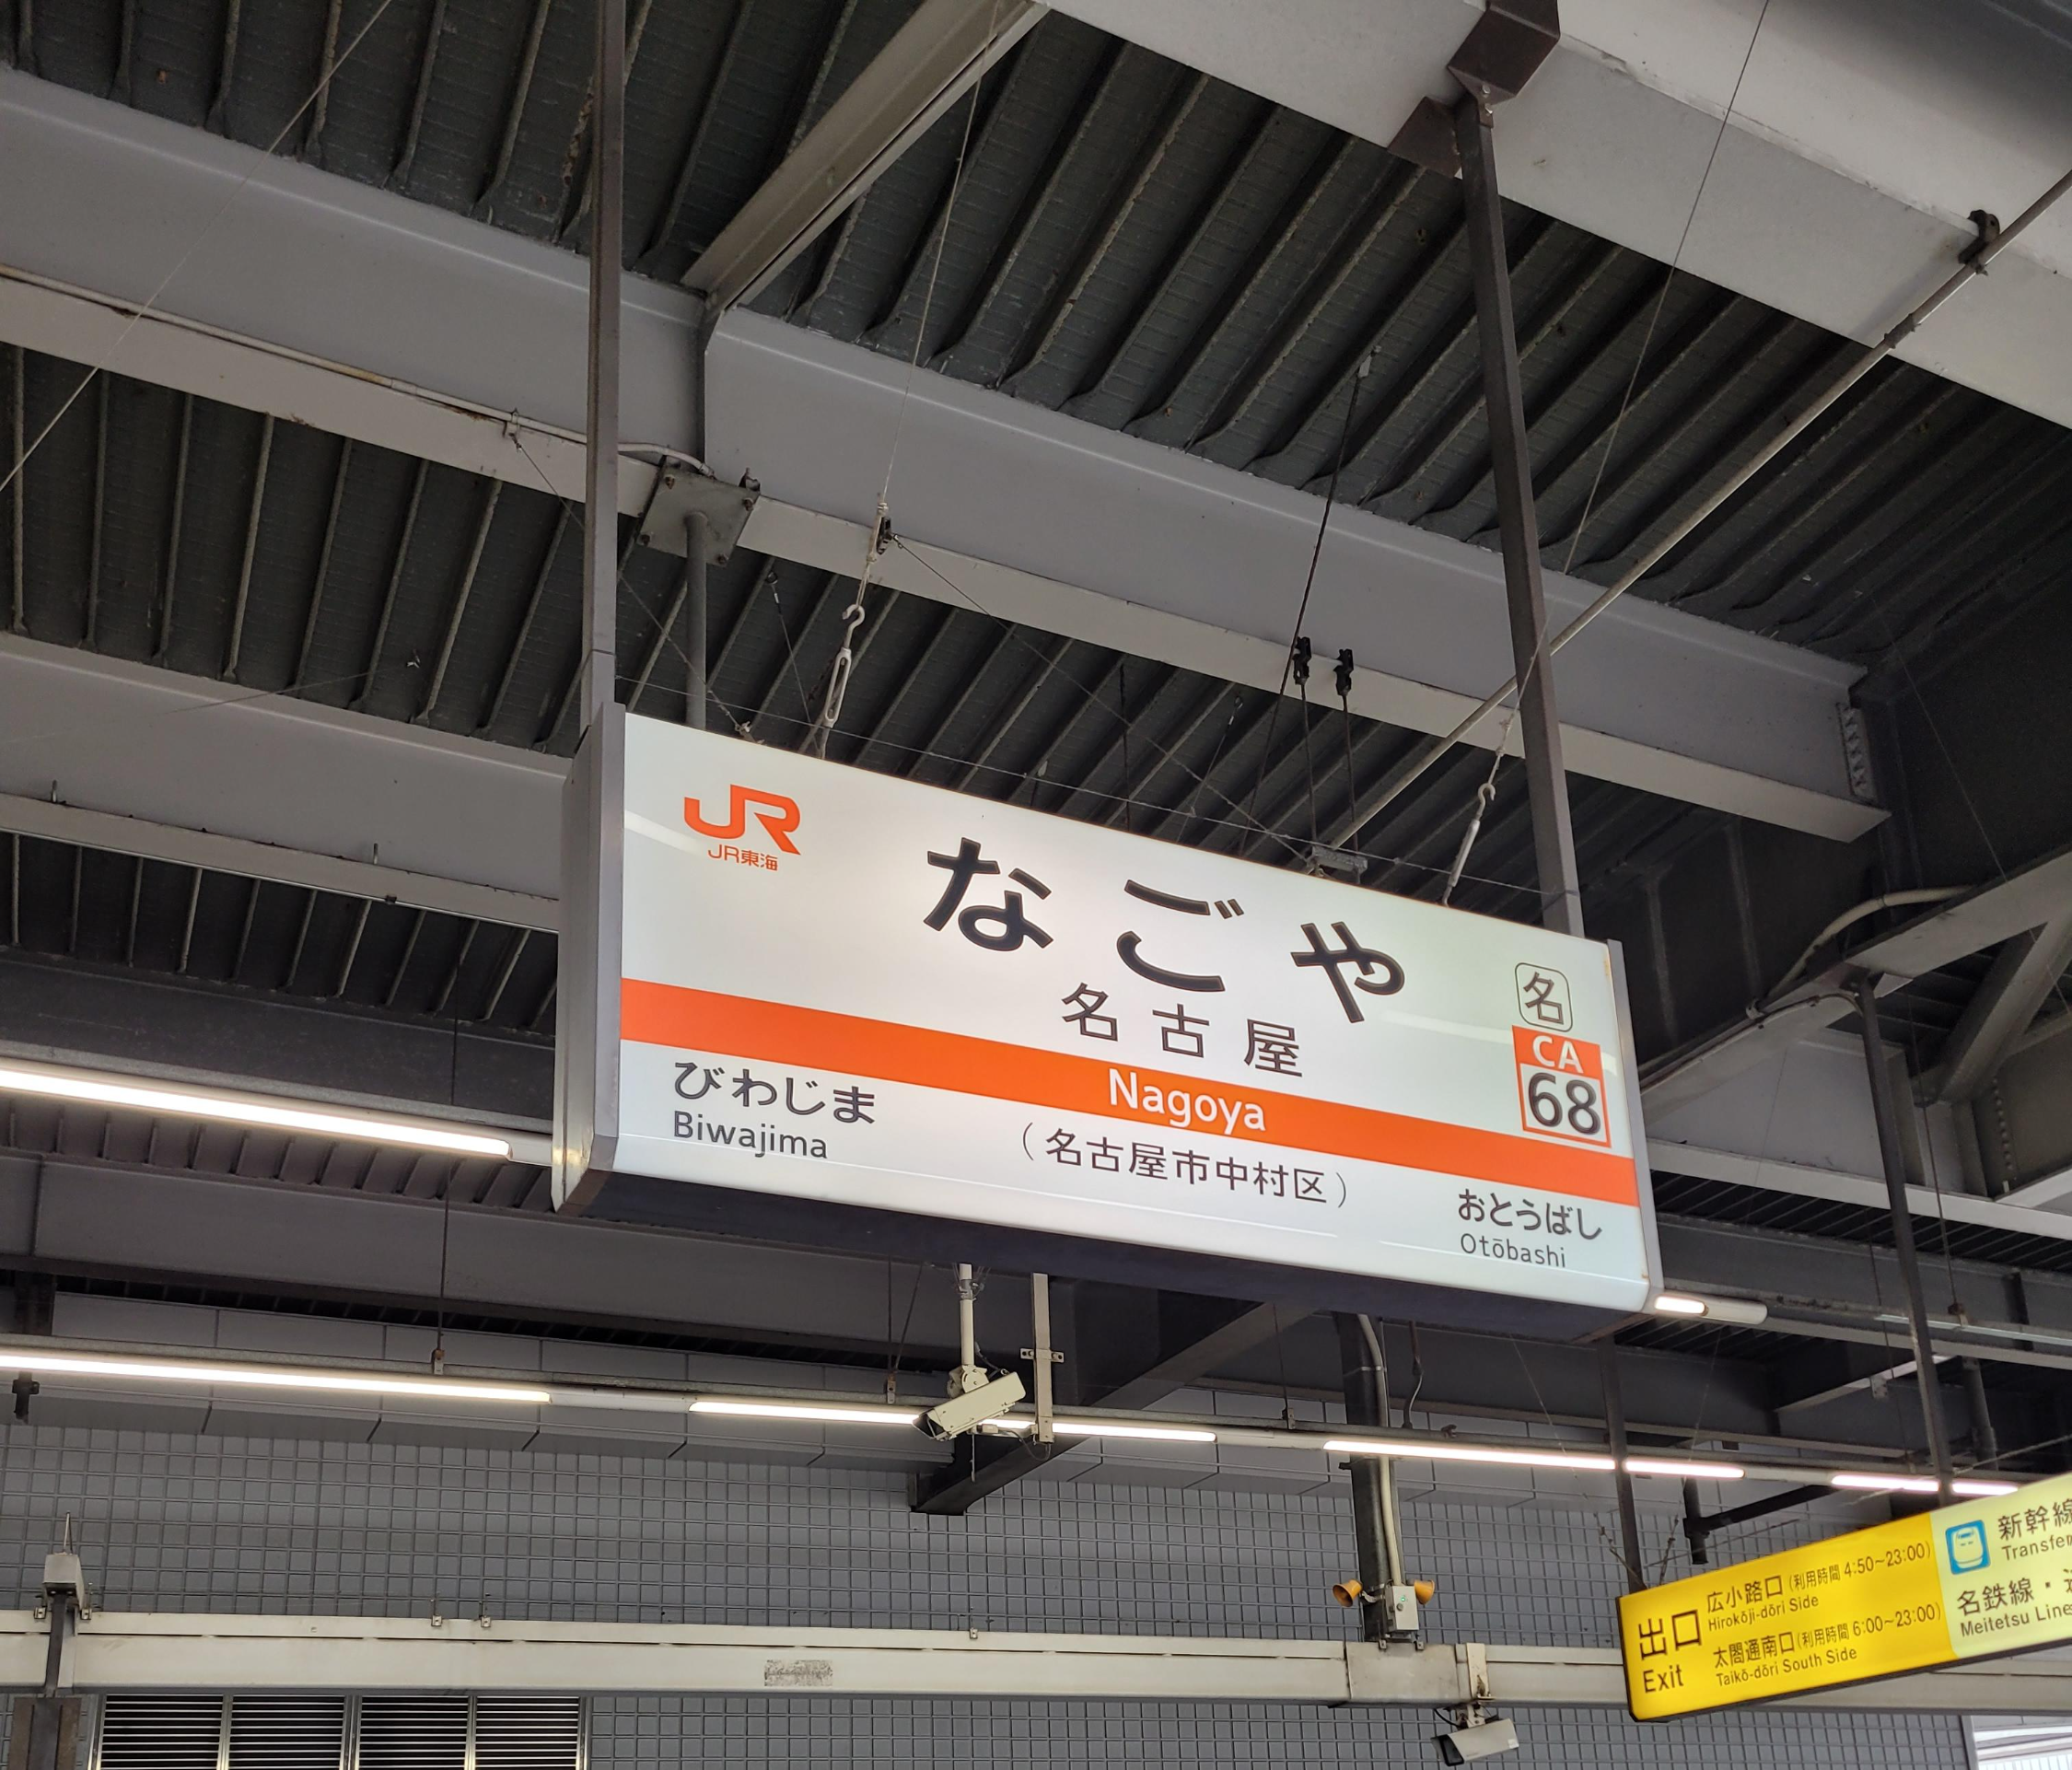 JR
JR東海
なごや
名古屋
名
CA
68
Nagoya
びわじま
Biwajima
(名古屋市中村区)
おとうばし
Otōbashi
出口
Exit
広小路口(利用時間 4:50~23:00)
Hirokōji-dōri Side
太閤通南口(利用時間 6:00~23:00)
Taikō-dōri South Side
新幹線
名鉄線・
Meitetsu Line